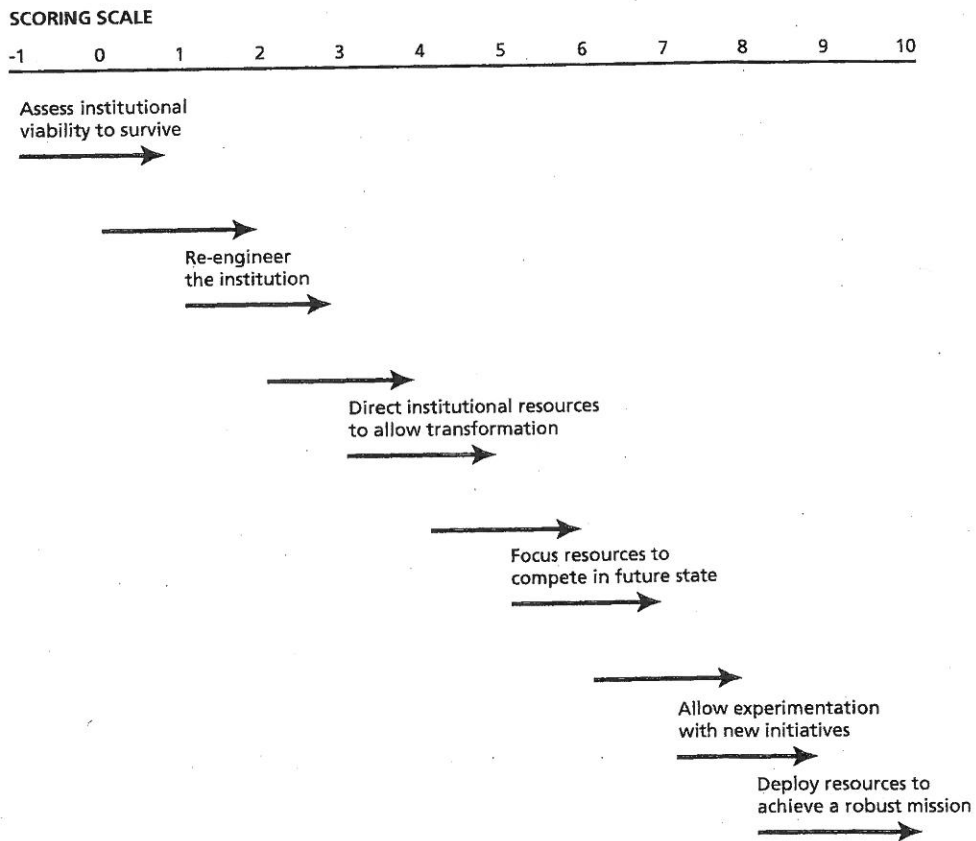 SCORING SCALE
-1 0 1 2 3 4 5 6 7 8 9 10
Assess institutional
viability to survive
Re-engineer
the institution
Direct institutional resources
to allow transformation
Focus resources to
compete in future state
Allow experimentation
with new initiatives
Deploy resources to
achieve a robust mission